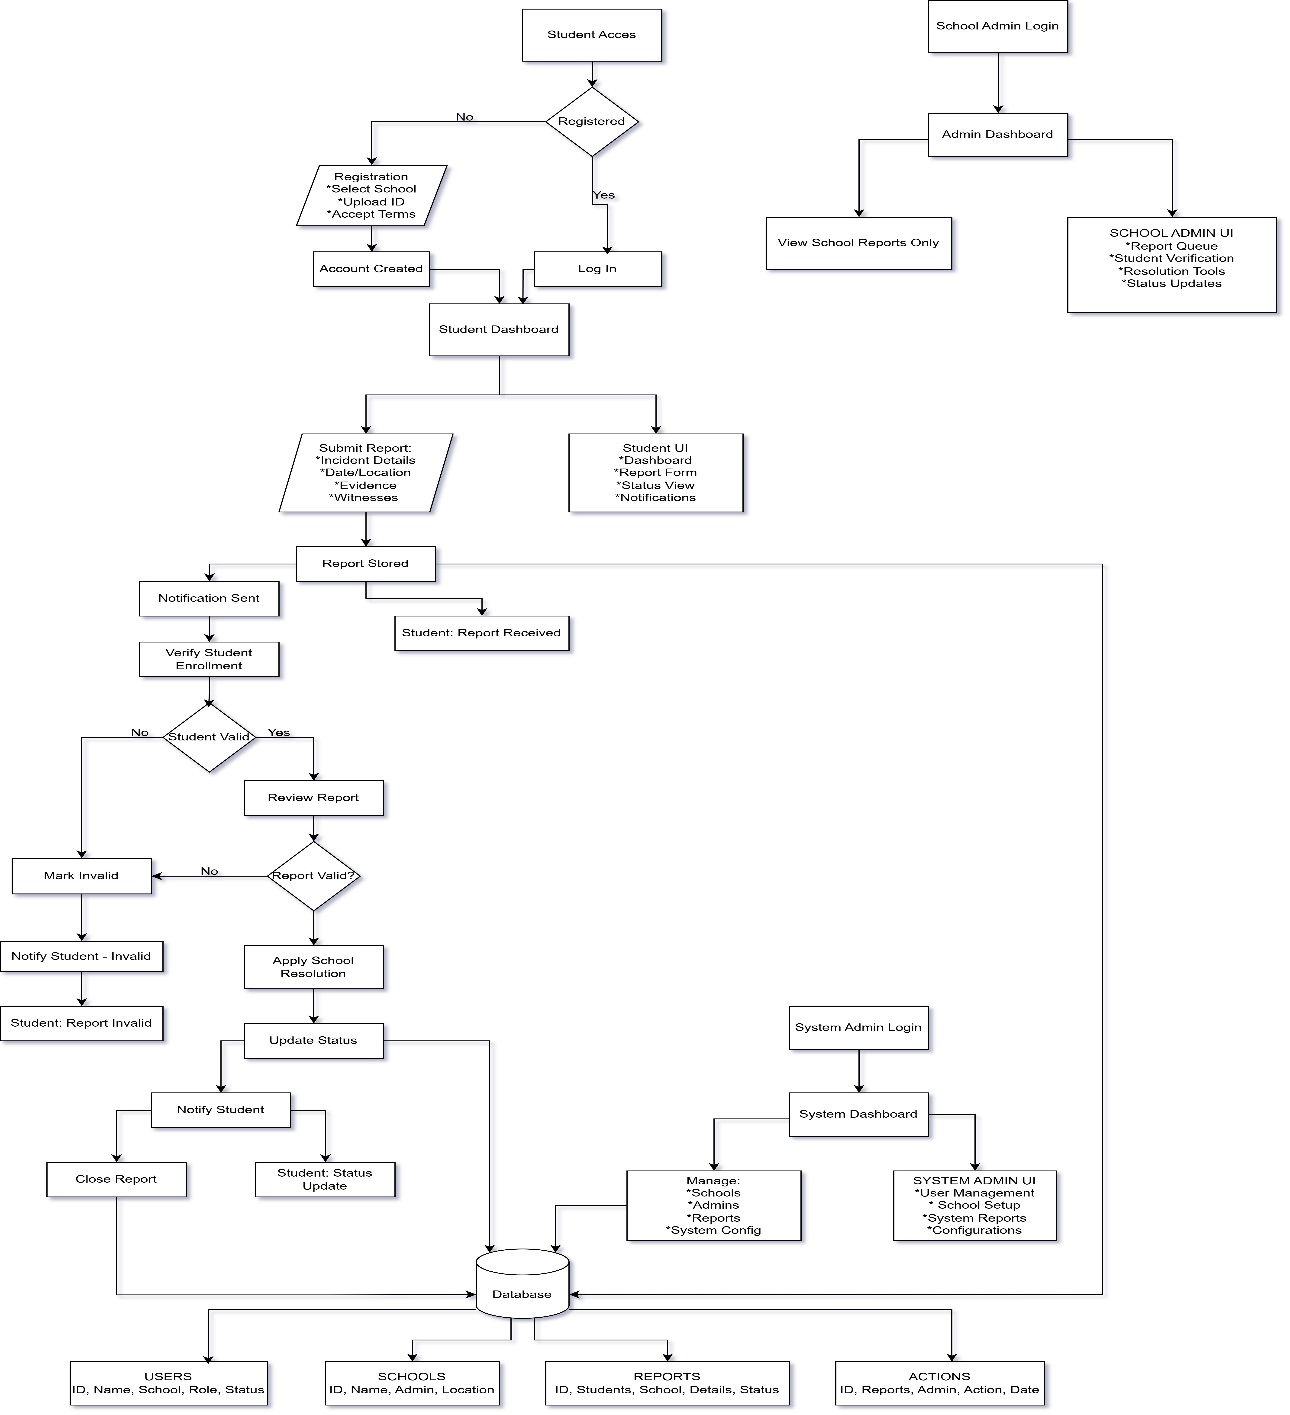 Student Acces
School Admin Login
Registered
No
Yes
Admin Dashboard
Registration
*Select School
*Upload ID
*Accept Terms
View School Reports Only
SCHOOL ADMIN UI
*Report Queue
*Student Verification
*Resolution Tools
*Status Updates
Account Created
Log In
Student Dashboard
Submit Report:
*Incident Details
*Date/Location
*Evidence
*Witnesses
Student UI
*Dashboard
*Report Form
*Status View
*Notifications
Report Stored
Notification Sent
Student: Report Received
Verify Student
Enrollment
Student Valid
No
Yes
Review Report
Report Valid?
No
Mark Invalid
Notify Student - Invalid
Apply School
Resolution
Student: Report Invalid
Update Status
System Admin Login
Notify Student
System Dashboard
Close Report
Student: Status
Update
Manage:
*Schools
*Admins
*Reports
*System Config
SYSTEM ADMIN UI
*User Management
* School Setup
*System Reports
*Configurations
Database
USERS
ID, Name, School, Role, Status
SCHOOLS
ID, Name, Admin, Location
REPORTS
ID, Students, School, Details, Status
ACTIONS
ID, Reports, Admin, Action, Date